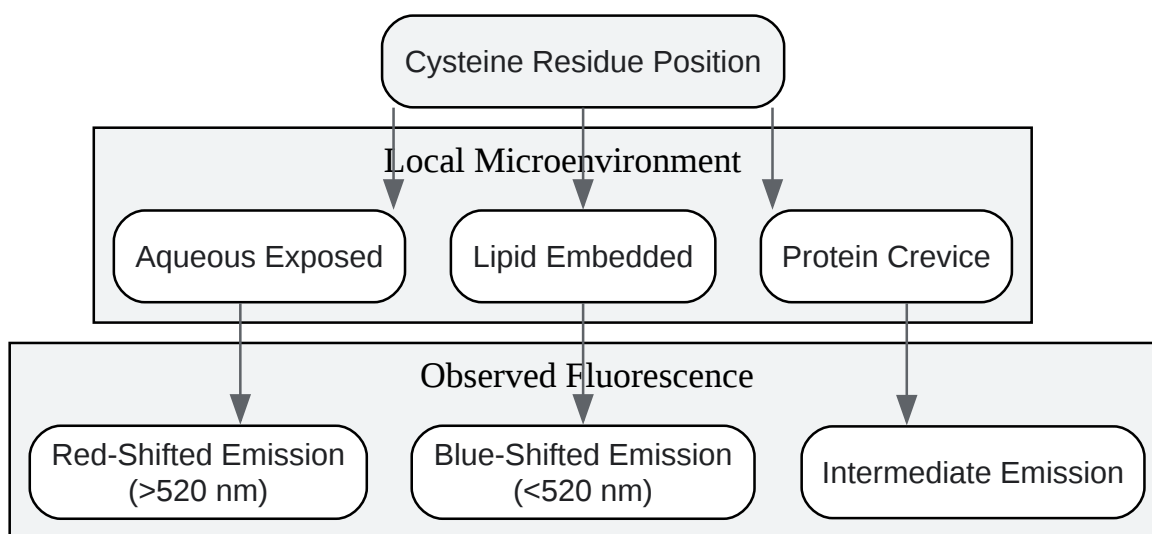 Cysteine Residue Position
Local Microenvironment
Aqueous Exposed
Lipid Embedded
Protein Crevice
Observed Fluorescence
Red-Shifted Emission
(>520 nm)
Blue-Shifted Emission
(<520 nm)
Intermediate Emission